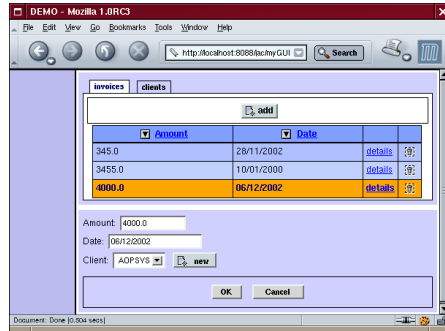 DEMO - Mozilla 1.0RC3
File Edit View Go Bookmarks Tools Window Help
http://localhost:8088/jac/myGUI Search
invoices clients
add
Amount Date
345.0 28/11/2002 details
3455.0 10/01/2000 details
4000.0 06/12/2002 details
Amount: 4000.0
Date: 06/12/2002
Client: AOPSYS new
OK Cancel
Document: Done (0.504 secs)